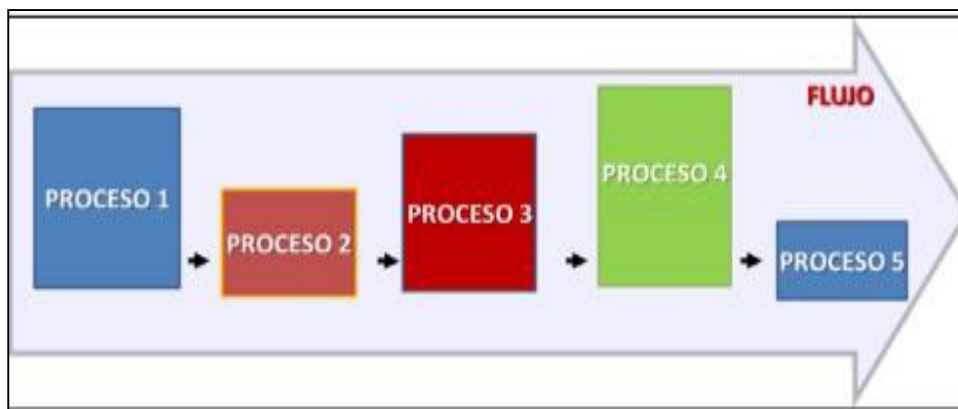 FLUJO
PROCESO 1
PROCESO 2
PROCESO 3
PROCESO 4
PROCESO 5